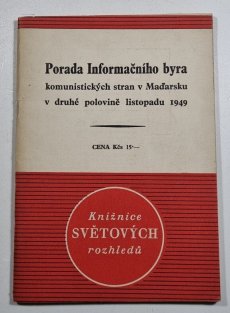 Porada Informačního byra
komunistických stran v Maďarsku
v druhé polovině listopadu 1949
CENA Kčs 15·—
Knižnice
SVĚTOVÝCH
rozhledů